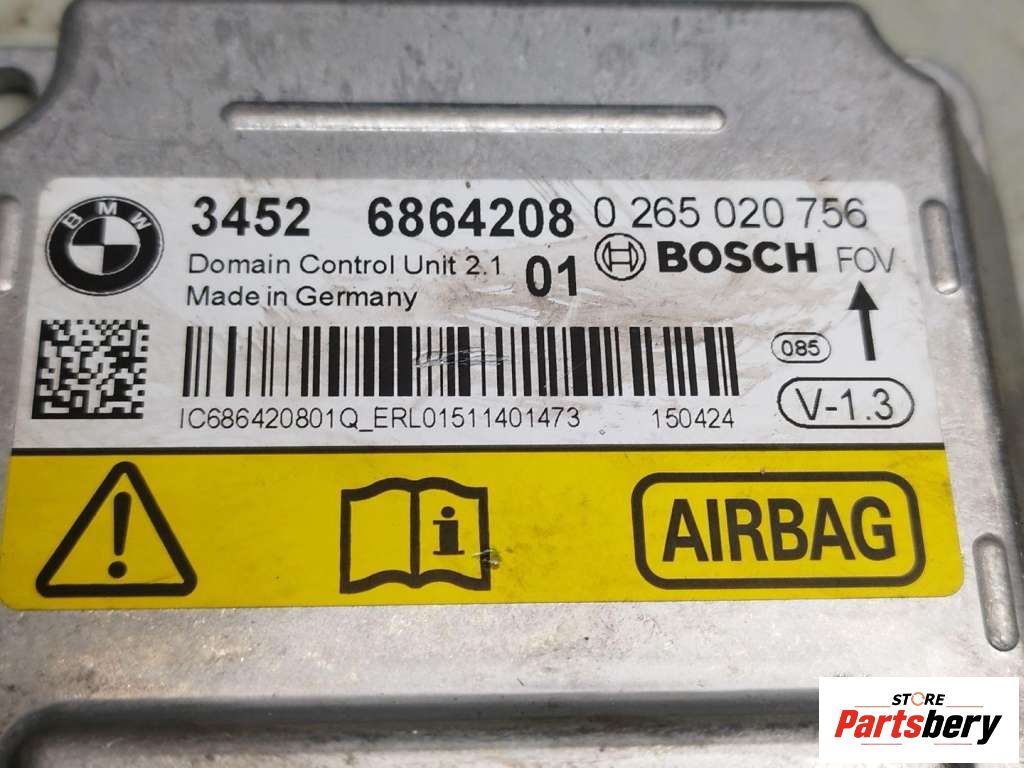 BMW
3452 6864208 0 265 020 756
Domain Control Unit 2.1 01 BOSCH FOV
Made in Germany
085
V-1.3
IC686420801Q_ERL01511401473 150424
i
AIRBAG
STORE
Partsbery